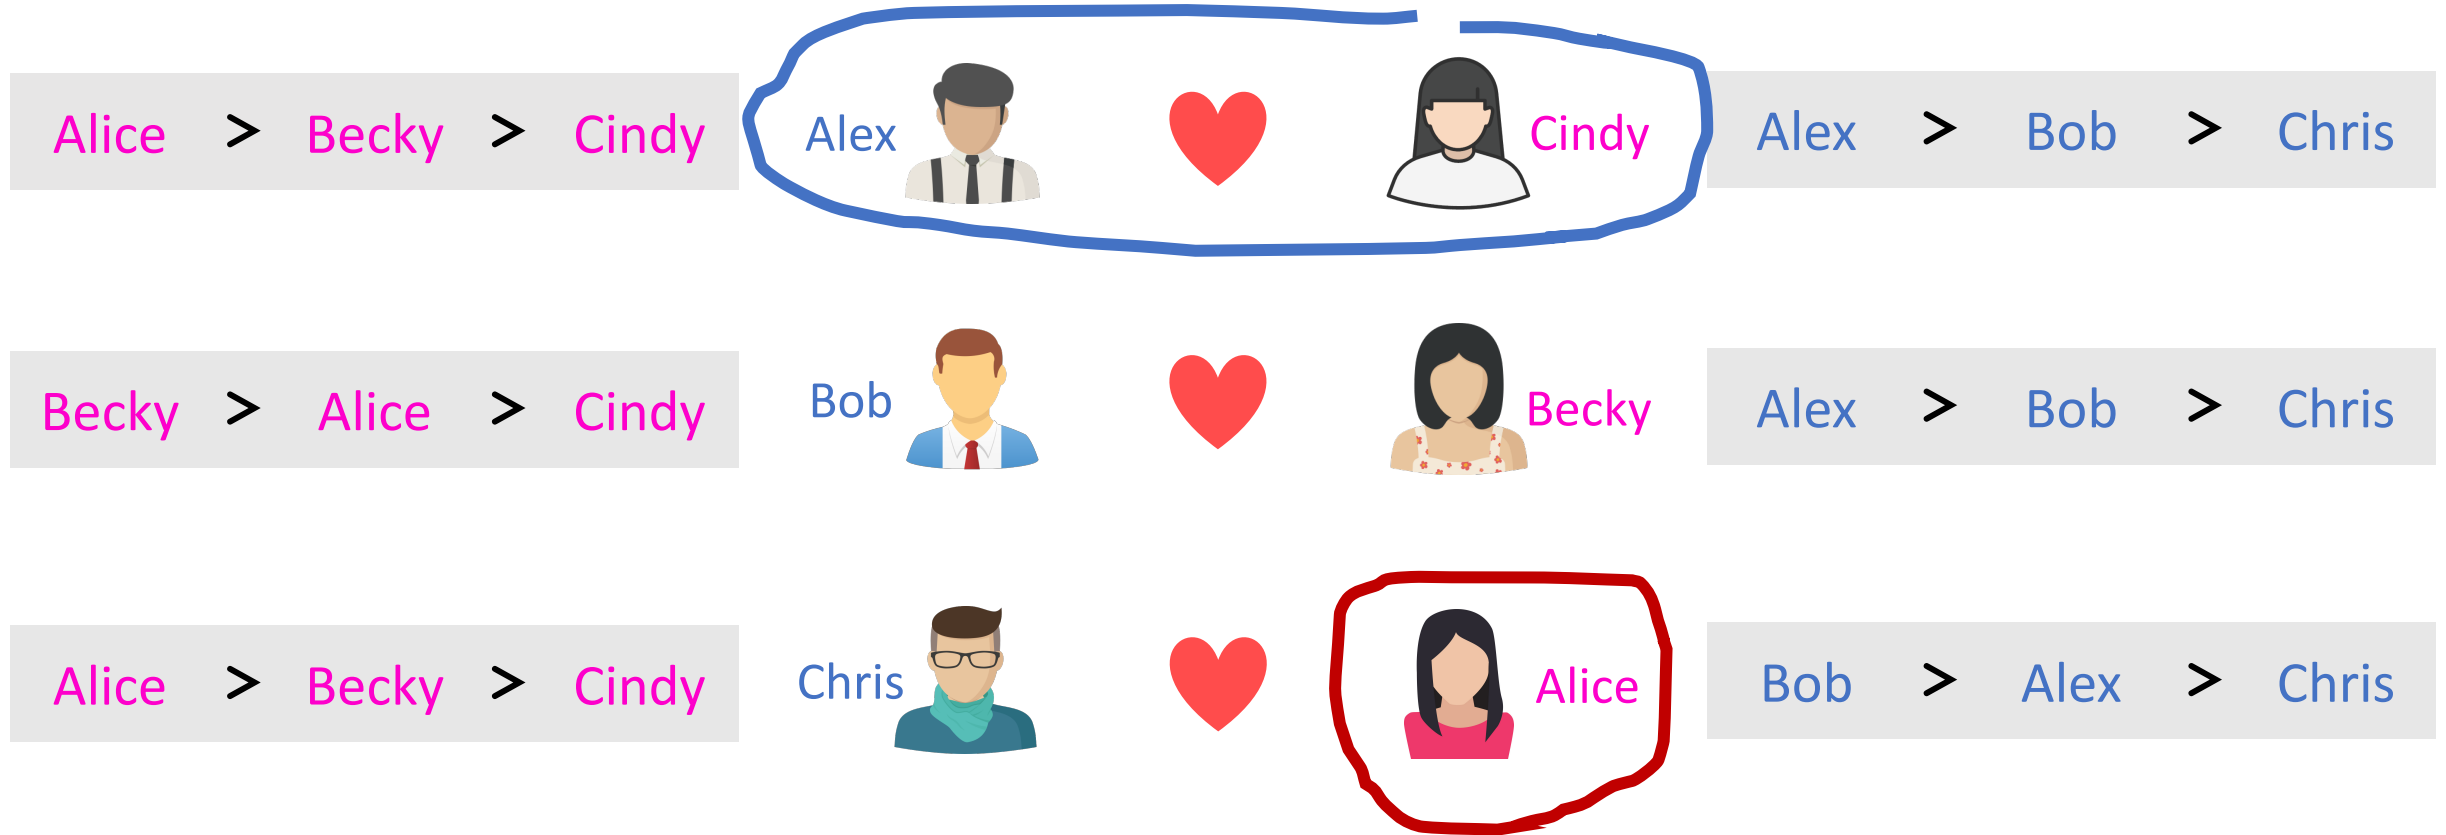 Alice > Becky > Cindy Alex Cindy Alex > Bob > Chris
Becky > Alice > Cindy Bob Becky Alex > Bob > Chris
Alice > Becky > Cindy Chris Alice Bob > Alex > Chris